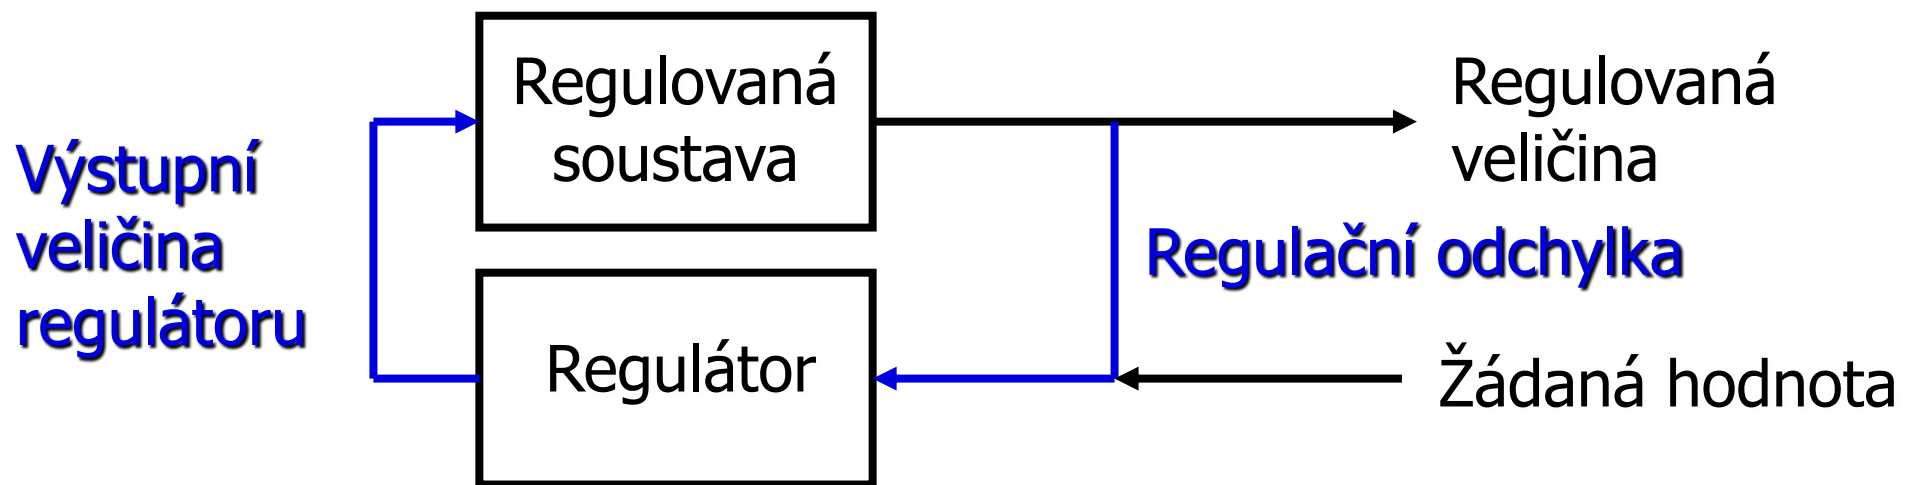 Regulovaná
soustava
Regulovaná
veličina
Výstupní
veličina
regulátoru
Regulační odchylka
Regulátor
Žádaná hodnota